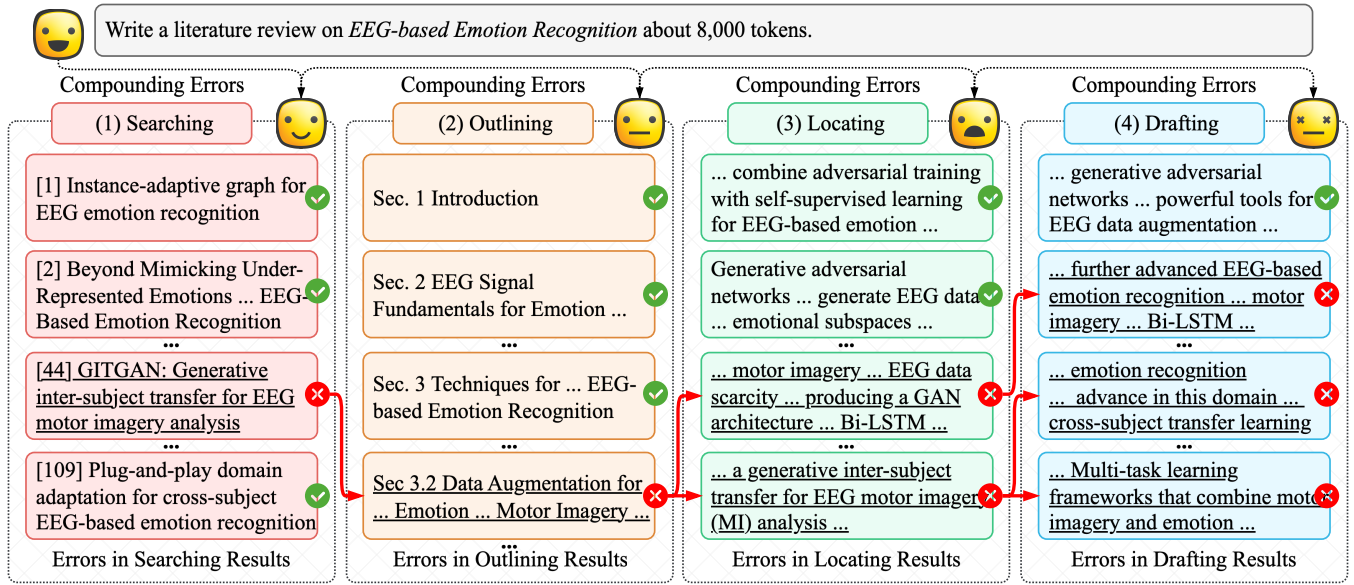 Write a literature review on EEG-based Emotion Recognition about 8,000 tokens.
Compounding Errors
(1) Searching
[1] Instance-adaptive graph for
EEG emotion recognition
[2] Beyond Mimicking Under-
Represented Emotions ... EEG-
Based Emotion Recognition
...
[44] GITGAN: Generative
inter-subject transfer for EEG
motor imagery analysis
...
[109] Plug-and-play domain
adaptation for cross-subject
EEG-based emotion recognition
Errors in Searching Results
Compounding Errors
(2) Outlining
Sec. 1 Introduction
Sec. 2 EEG Signal
Fundamentals for Emotion ...
...
Sec. 3 Techniques for ... EEG-
based Emotion Recognition
...
Sec 3.2 Data Augmentation for
... Emotion ... Motor Imagery ...
...
Errors in Outlining Results
Compounding Errors
(3) Locating
... combine adversarial training
with self-supervised learning
for EEG-based emotion ...
Generative adversarial
networks ... generate EEG data
... emotional subspaces ...
...
... motor imagery ... EEG data
scarcity ... producing a GAN
architecture ... Bi-LSTM ...
...
... a generative inter-subject
transfer for EEG motor imagery
(MI) analysis ...
Errors in Locating Results
Compounding Errors
(4) Drafting
... generative adversarial
networks ... powerful tools for
EEG data augmentation ...
... further advanced EEG-based
emotion recognition ... motor
imagery ... Bi-LSTM ...
...
... emotion recognition
... advance in this domain ...
cross-subject transfer learning
...
... Multi-task learning
frameworks that combine motor
imagery and emotion ...
Errors in Drafting Results